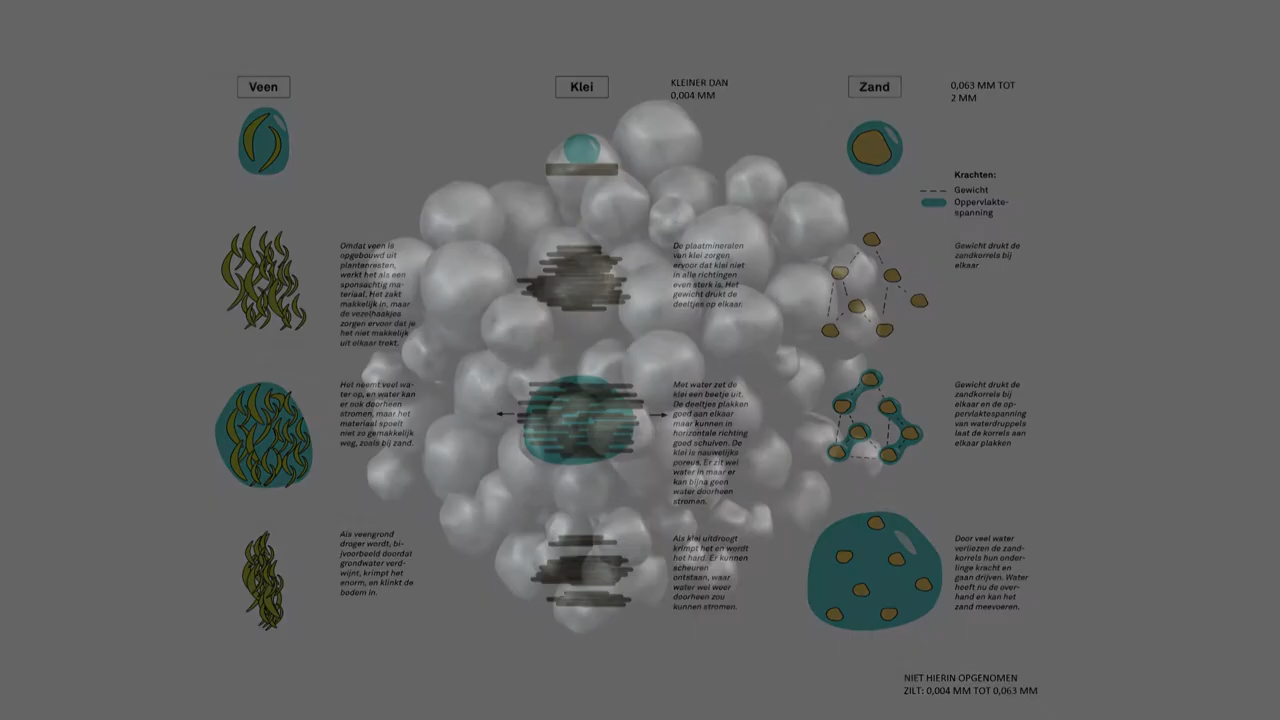 Veen
Klei
KLEINER DAN
0,004 MM
Zand
0,063 MM TOT
2 MM
Krachten:
Gewicht
Oppervlakte-
spanning
Omdat veen is
opgebouwd uit
plantenresten,
werkt het als een
sponsachtig ma-
teriaal. Het zakt
makkelijk in, maar
de vezelhaakjes
zorgen ervoor dat je
het niet makkelijk
uit elkaar trekt.
De plaatmineralen
van klei zorgen
ervoor dat klei niet
in alle richtingen
even sterk is. Het
gewicht drukt de
deeltjes op elkaar.
Gewicht drukt de
zandkorrels bij
elkaar
Het neemt veel wa-
ter op, en water kan
er ook doorheen
stromen, maar het
materiaal spoelt
niet zo gemakkelijk
weg, zoals bij zand.
Met water zet de
klei een beetje uit.
De deeltjes plakken
goed aan elkaar
maar kunnen in
horizontale richting
goed schuiven. De
klei is nauwelijks
poreus. Er zit wel
water in maar er
kan bijna geen
water doorheen
stromen.
Gewicht drukt de
zandkorrels bij
elkaar en de op-
pervlaktespanning
van waterdruppels
laat de korrels aan
elkaar plakken
Als veengrond
droger wordt, bi-
jvoorbeeld doordat
grondwater verd-
wijnt, krimpt het
enorm, en klinkt de
bodem in.
Als klei uitdroogt
krimpt het en wordt
het hard. Er kunnen
scheuren
ontstaan, waar
water wel weer
doorheen zou
kunnen stromen.
Door veel water
verliezen de zand-
korrels hun onder-
linge kracht en
gaan drijven. Water
heeft nu de over-
hand en kan het
zand meevoeren.
NIET HIERIN OPGENOMEN
ZILT: 0,004 MM TOT 0,063 MM